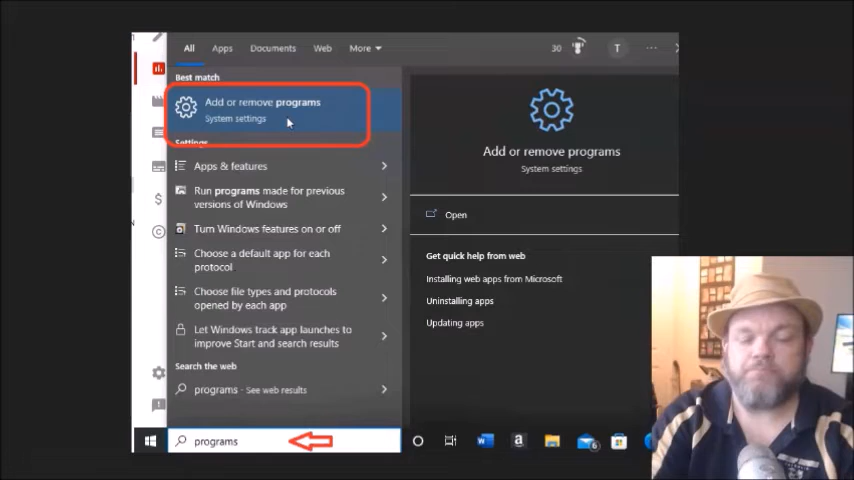 All Apps Documents Web More 30 T ...
Best match
Add or remove programs
System settings
Settings
Apps & features
Run programs made for previous
versions of Windows
Turn Windows features on or off
Choose a default app for each
protocol
Choose file types and protocols
opened by each app
Let Windows track app launches to
improve Start and search results
Search the web
programs - See web results
programs
Add or remove programs
System settings
Open
Get quick help from web
Installing web apps from Microsoft
Uninstalling apps
Updating apps
W a 6